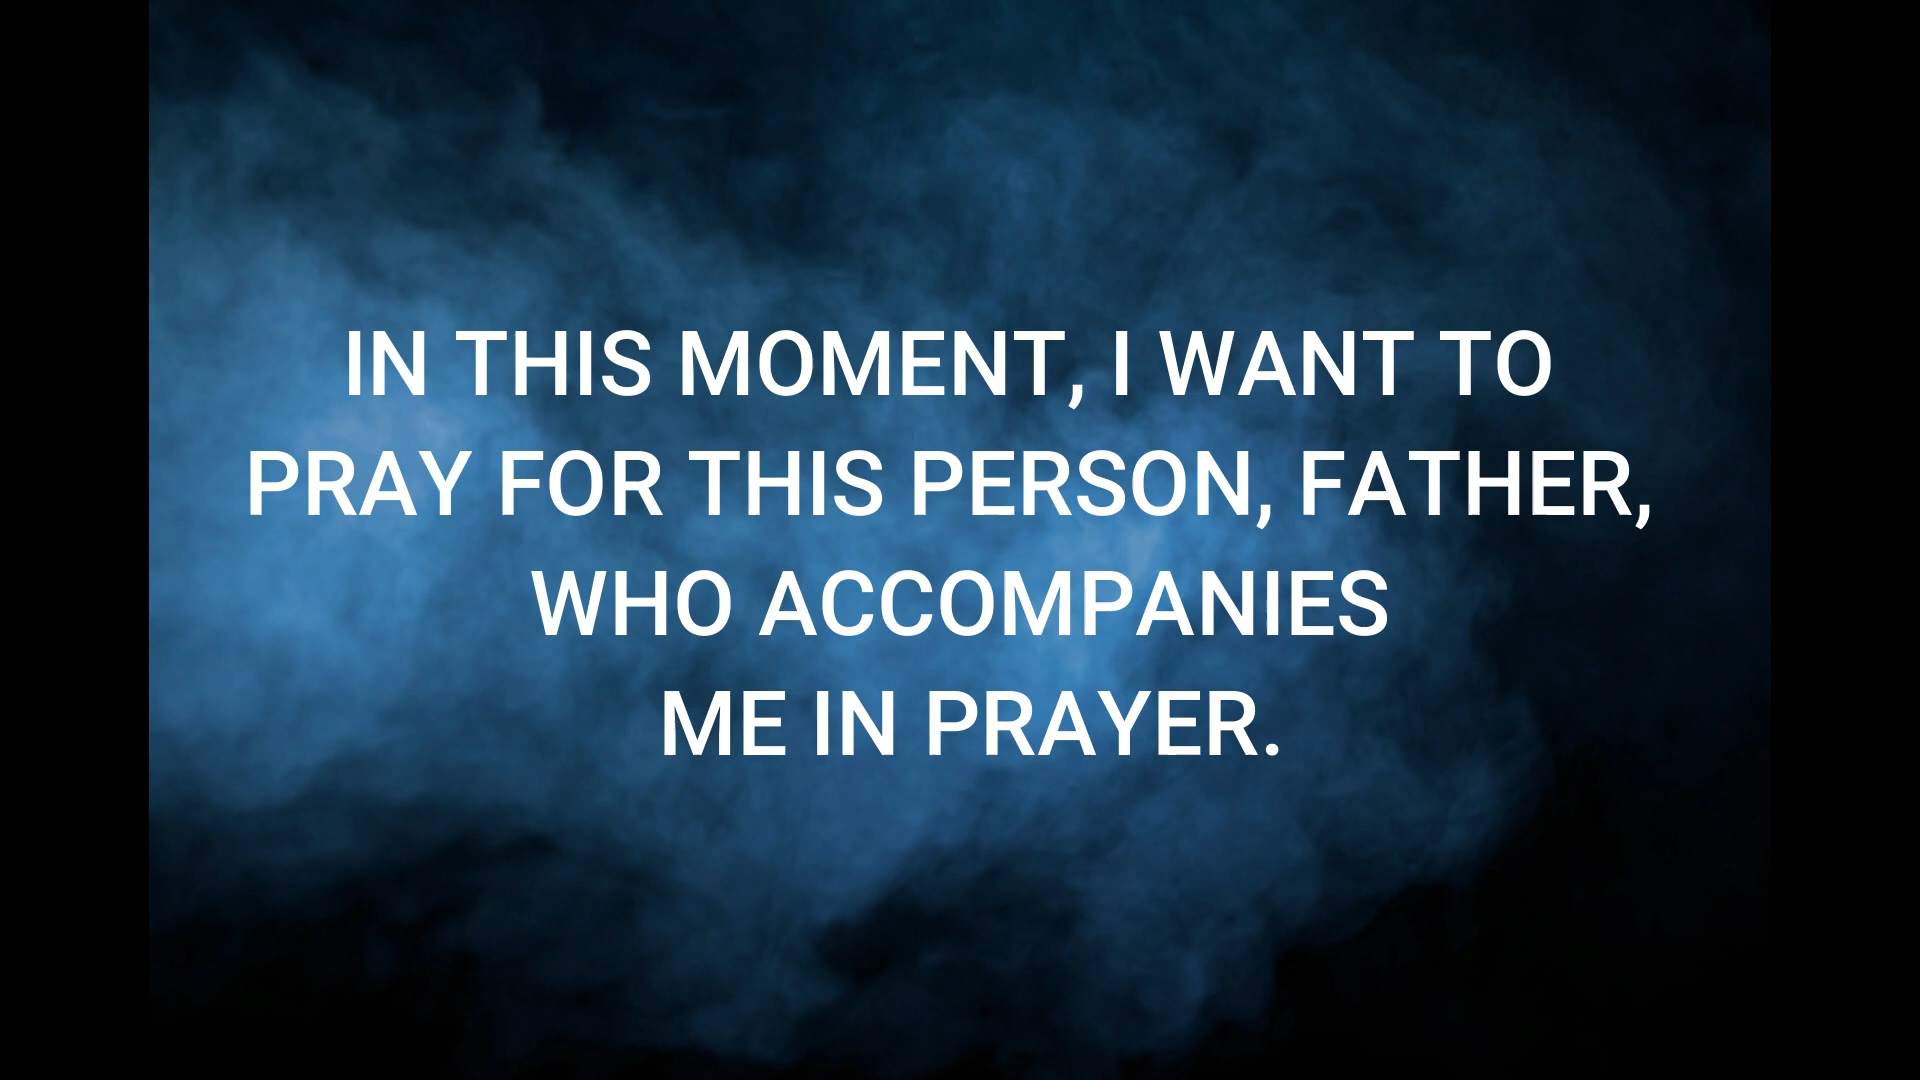 IN THIS MOMENT, I WANT TO
PRAY FOR THIS PERSON, FATHER,
WHO ACCOMPANIES
ME IN PRAYER.